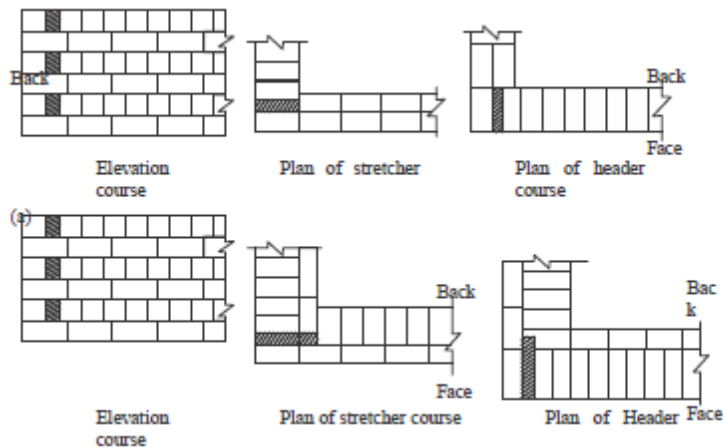 Back
Back
Face
Elevation
course
Plan of stretcher
Plan of header
course
(a)
Back
Face
Bac
k
Face
Elevation
course
Plan of stretcher course
Plan of Header